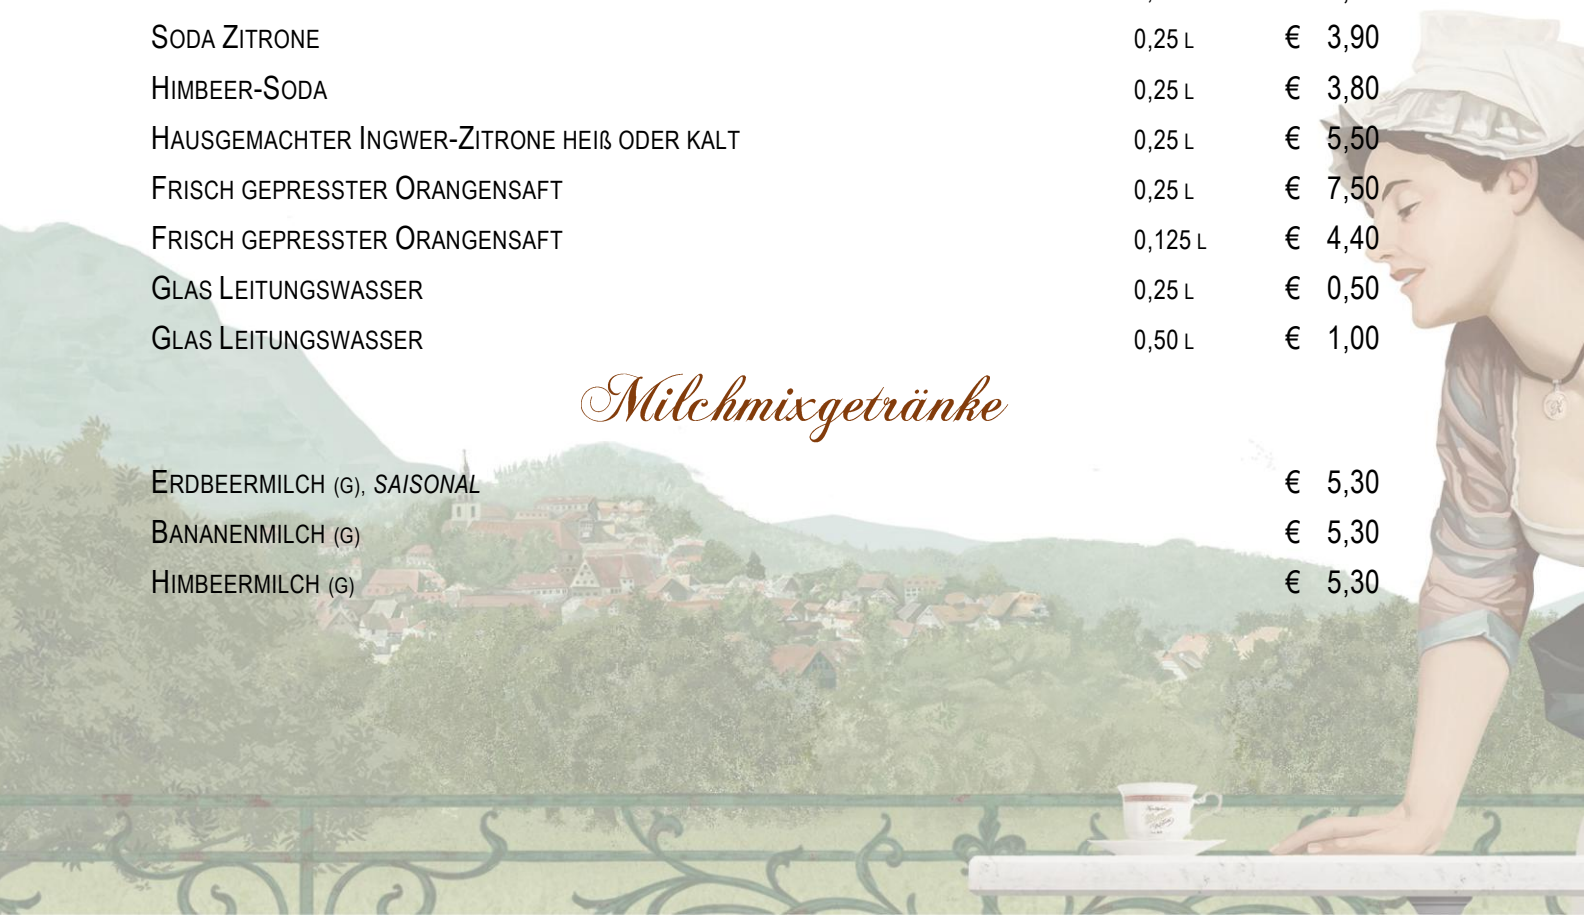 Soda Zitrone 0,25 l € 3,90
Himbeer-Soda 0,25 l € 3,80
Hausgemachter Ingwer-Zitrone heiß oder kalt 0,25 l € 5,50
Frisch gepresster Orangensaft 0,25 l € 7,50
Frisch gepresster Orangensaft 0,125 l € 4,40
Glas Leitungswasser 0,25 l € 0,50
Glas Leitungswasser 0,50 l € 1,00
Milchmixgetränke
Erdbeermilch (G), saisonal € 5,30
Bananenmilch (G) € 5,30
Himbeermilch (G) € 5,30